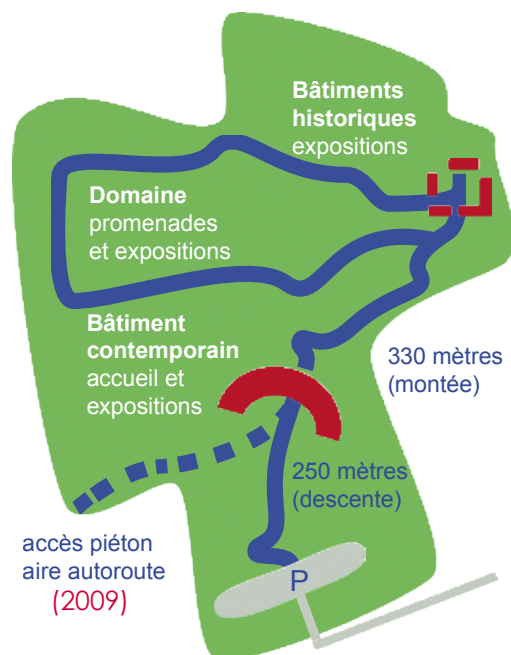 Bâtiments
historiques
expositions
Domaine
promenades
et expositions
Bâtiment
contemporain
accueil et
expositions
330 mètres
(montée)
250 mètres
(descente)
accès piéton
aire autoroute
(2009)
P